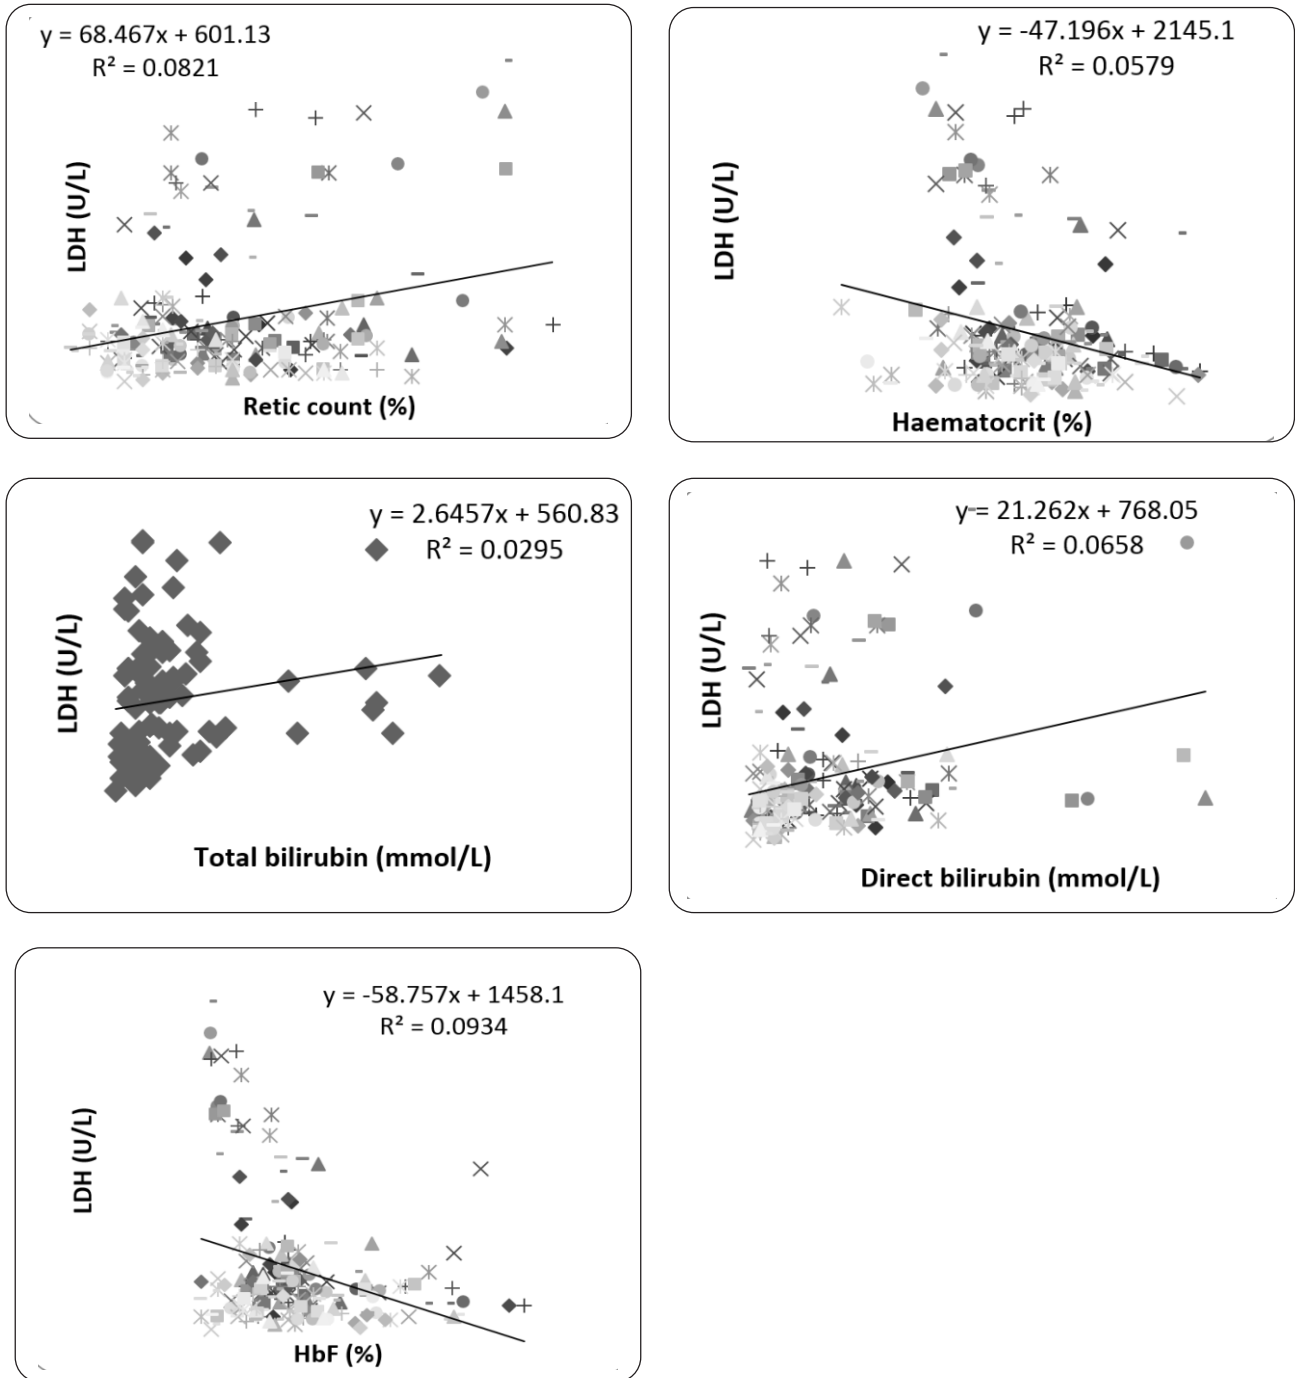 y = 68.467x + 601.13
R² = 0.0821
LDH (U/L)
Retic count (%)
y = -47.196x + 2145.1
R² = 0.0579
LDH (U/L)
Haematocrit (%)
y = 2.6457x + 560.83
R² = 0.0295
LDH (U/L)
Total bilirubin (mmol/L)
y = 21.262x + 768.05
R² = 0.0658
LDH (U/L)
Direct bilirubin (mmol/L)
y = -58.757x + 1458.1
R² = 0.0934
LDH (U/L)
HbF (%)